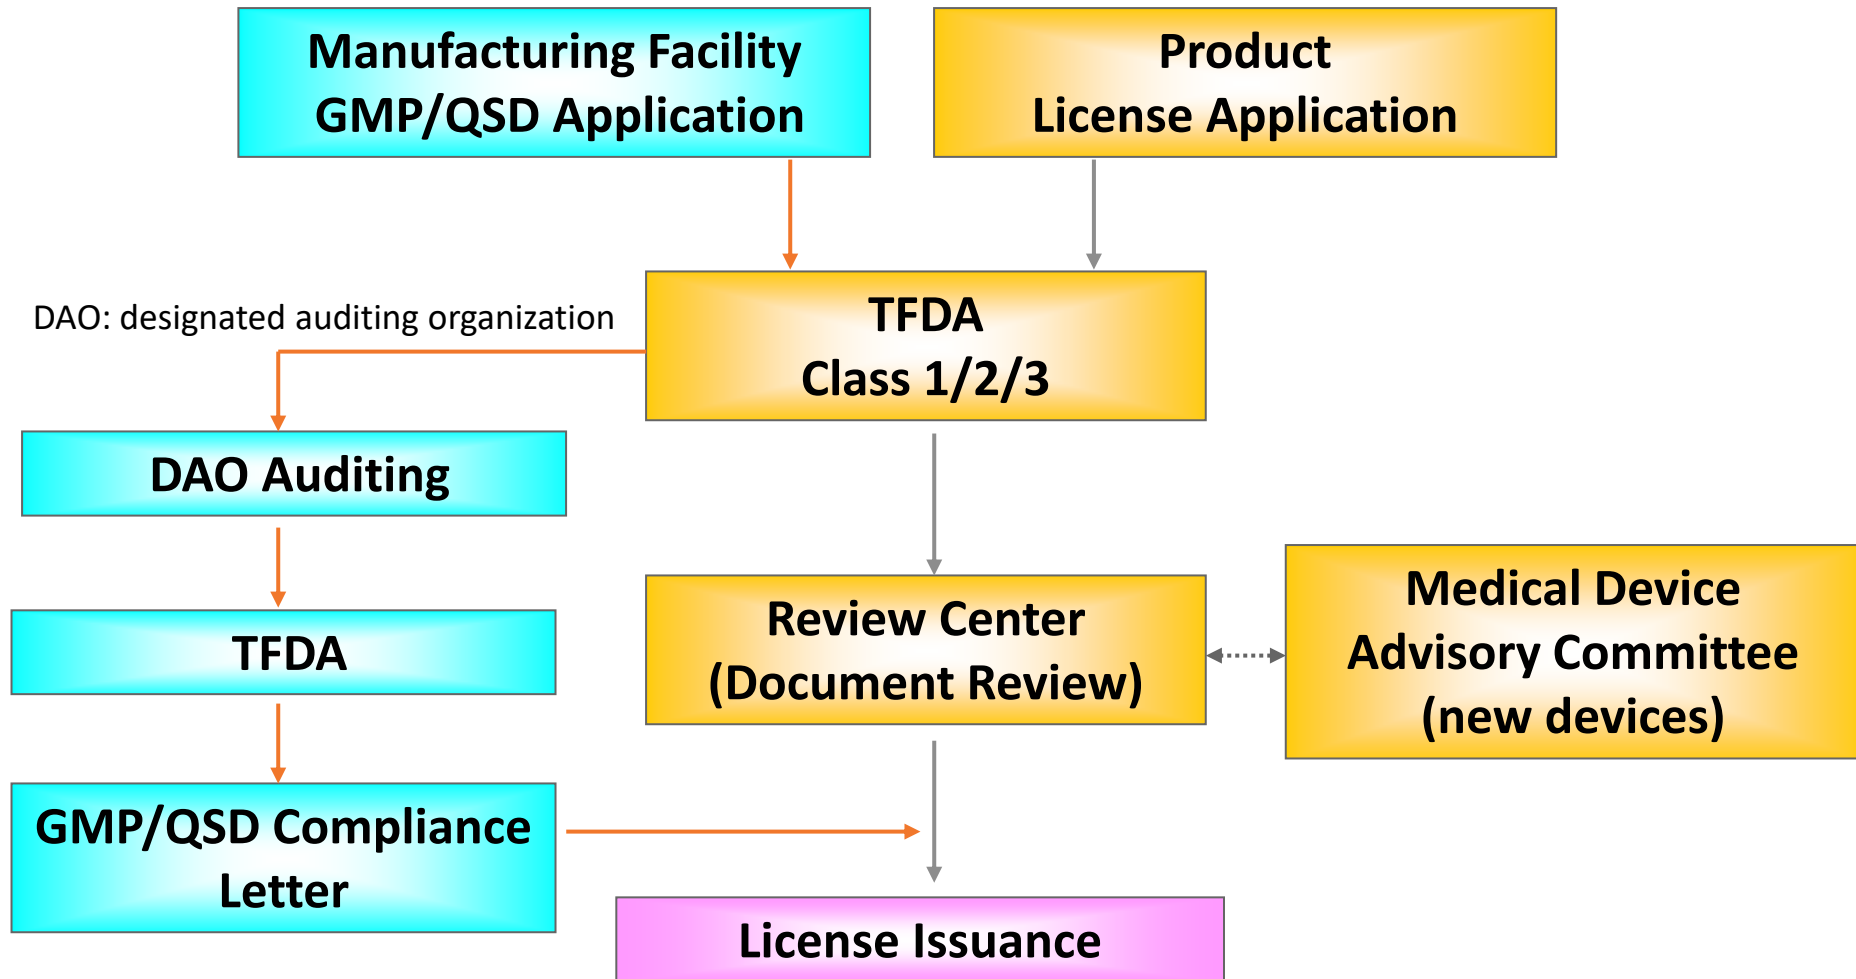 Manufacturing Facility
GMP/QSD Application
Product
License Application
DAO: designated auditing organization
TFDA
Class 1/2/3
DAO Auditing
TFDA
Review Center
(Document Review)
Medical Device
Advisory Committee
(new devices)
GMP/QSD Compliance
Letter
License Issuance